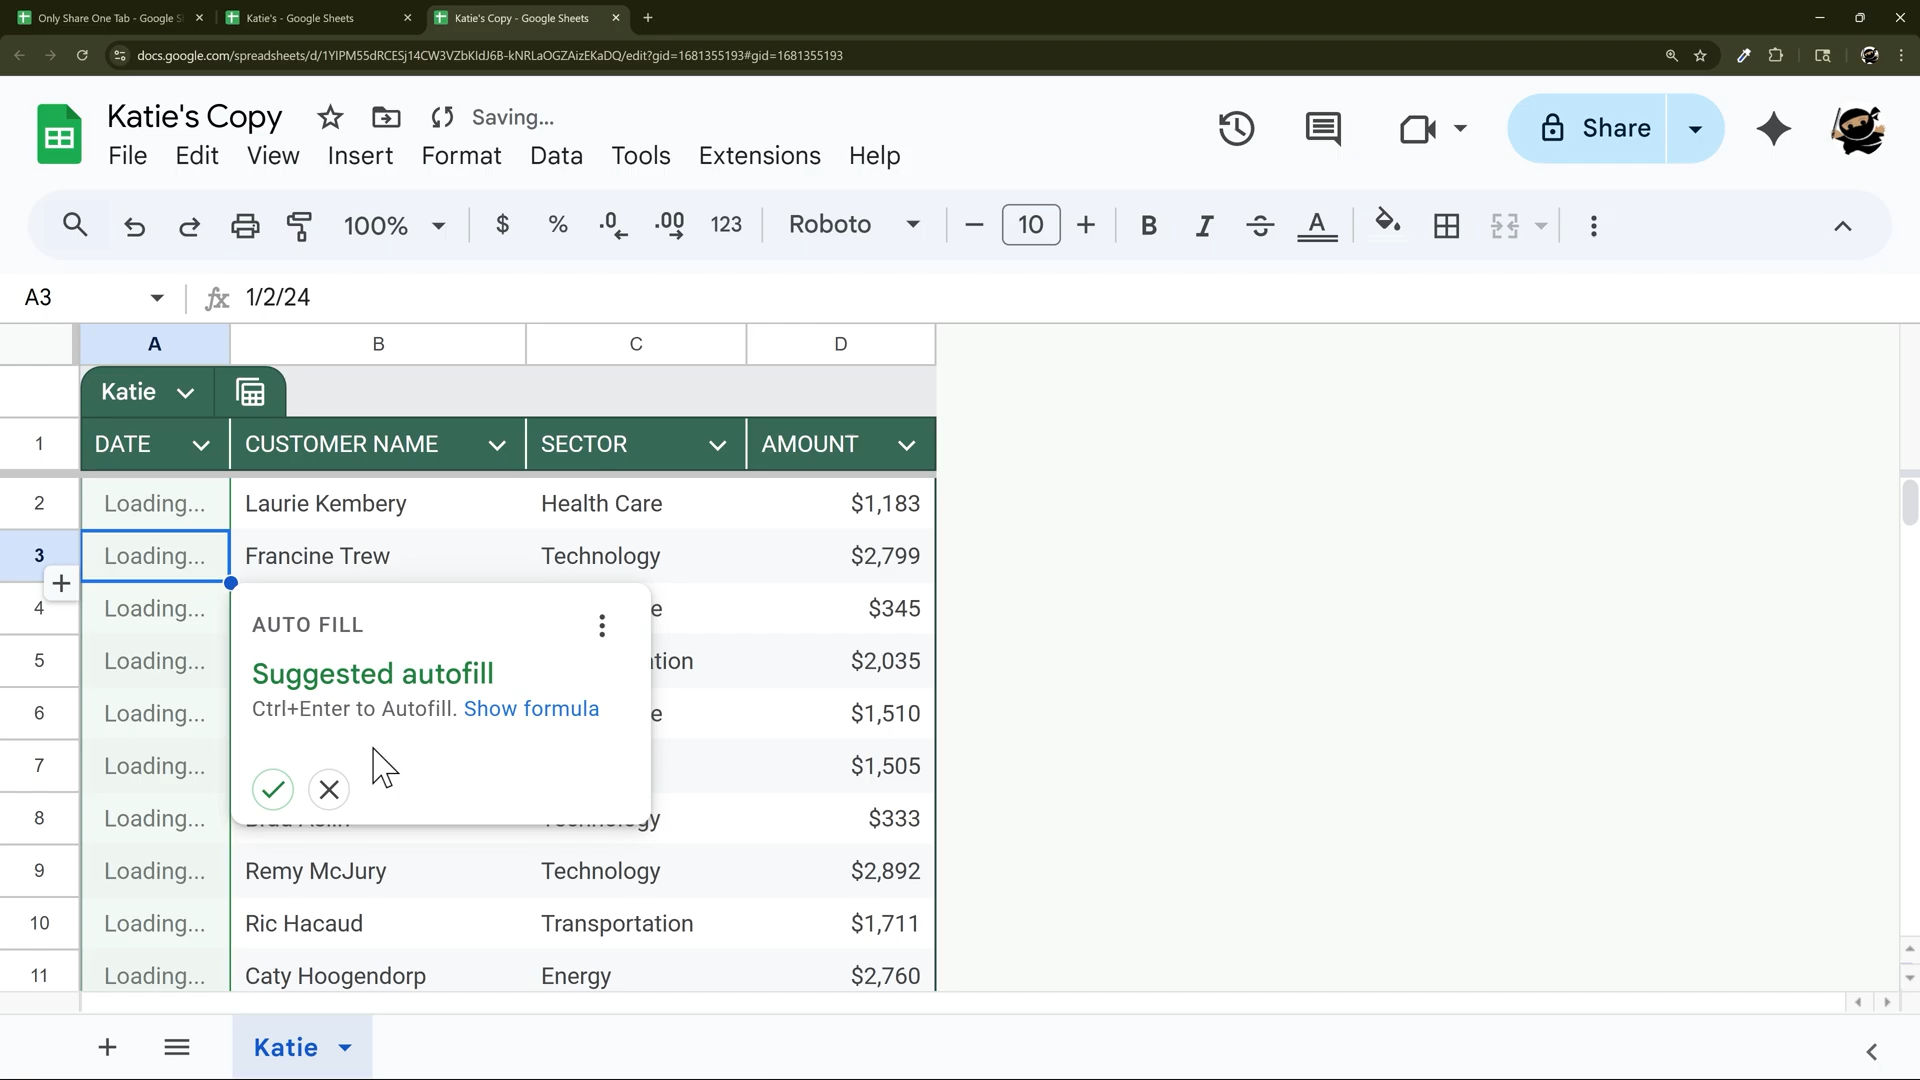 Only Share One Tab - Google S
Katie's - Google Sheets
Katie's Copy - Google Sheets
docs.google.com/spreadsheets/d/1YIPM55dRCESj14CW3VZbKIdJ6B-kNRLaOGZAizEKaDQ/edit?gid=1681355193#gid=1681355193
Katie's Copy
Saving...
Share
File Edit View Insert Format Data Tools Extensions Help
100% $ % .0 .00 123 Roboto 10 B I S A
A3 fx 1/2/24
A B C D
Katie
1 DATE CUSTOMER NAME SECTOR AMOUNT
2 Loading... Laurie Kembery Health Care $1,183
3 Loading... Francine Trew Technology $2,799
4 Loading... e $345
AUTO FILL
5 Loading... tion $2,035
Suggested autofill
Ctrl+Enter to Autofill. Show formula
6 Loading... e $1,510
7 Loading... $1,505
8 Loading... $333
9 Loading... Remy McJury Technology $2,892
10 Loading... Ric Hacaud Transportation $1,711
11 Loading... Caty Hoogendorp Energy $2,760
Katie